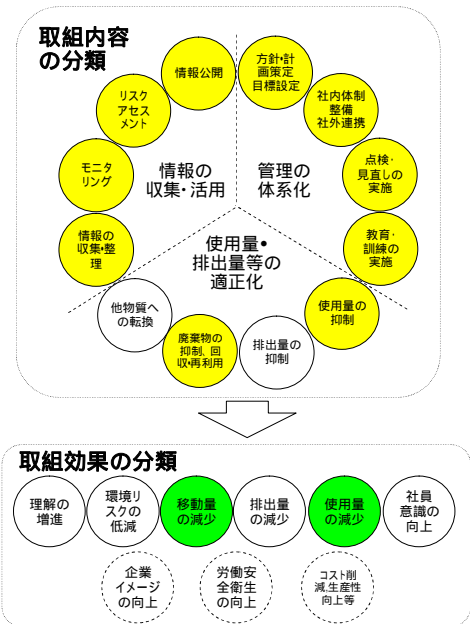 取組内容
の分類
情報公開
方針・計
画策定
目標設定
リスク
アセス
メント
社内体制
整備
社外連携
モニタ
リング
情報の
収集・活用
管理の
体系化
点検・
見直しの
実施
情報の
収集・整
理
使用量・
排出量等の
適正化
教育・
訓練の
実施
他物質へ
の転換
使用量の
抑制
廃棄物の
抑制、回
収・再利用
排出量の
抑制
取組効果の分類
理解の
増進
環境リ
スクの
低減
移動量
の減少
排出量
の減少
使用量
の減少
社員
意識の
向上
企業
イメージ
の向上
労働安
全衛生
の向上
コスト削
減、生産性
向上等